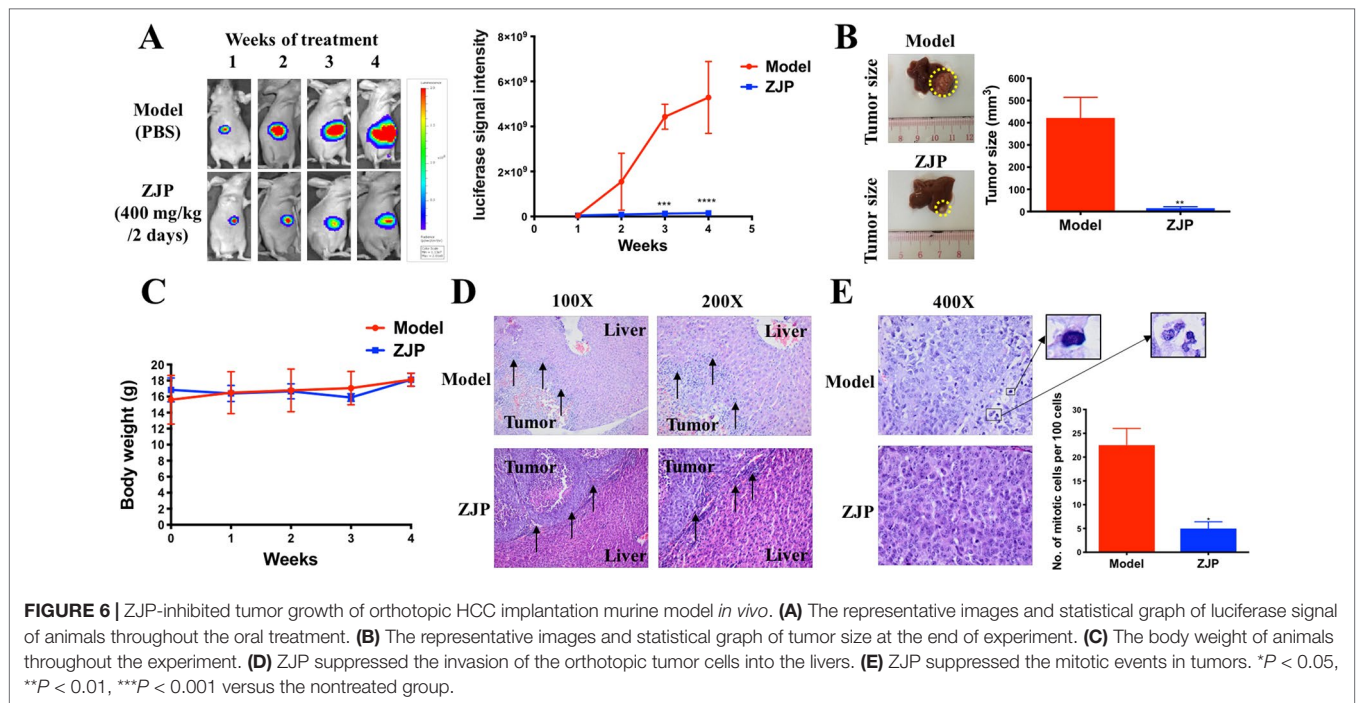 A
Weeks of treatment
1 2 3 4
Model
(PBS)
ZJP
(400 mg/kg
/2 days)
luciferase signal intensity
8×10⁹
6×10⁹
4×10⁹
2×10⁹
0
0 1 2 3 4 5
Weeks
Model
ZJP
*** ****
B
Model
Tumor size
8 9 10 11 12
ZJP
Tumor size
5 6 7 8
Tumor size (mm³)
600
500
400
300
200
100
0
**
Model ZJP
C
Body weight (g)
20
18
16
14
12
10
8
6
4
2
0
0 1 2 3 4
Weeks
Model
ZJP
D
100X 200X
Model
Liver
Tumor
Liver
Tumor
ZJP
Tumor
Liver
Tumor
Liver
E
400X
Model
ZJP
No. of mitotic cells per 100 cells
30
25
20
15
10
5
0
*
Model ZJP
FIGURE 6 | ZJP-inhibited tumor growth of orthotopic HCC implantation murine model in vivo. (A) The representative images and statistical graph of luciferase signal
of animals throughout the oral treatment. (B) The representative images and statistical graph of tumor size at the end of experiment. (C) The body weight of animals
throughout the experiment. (D) ZJP suppressed the invasion of the orthotopic tumor cells into the livers. (E) ZJP suppressed the mitotic events in tumors. *P < 0.05,
**P < 0.01, ***P < 0.001 versus the nontreated group.